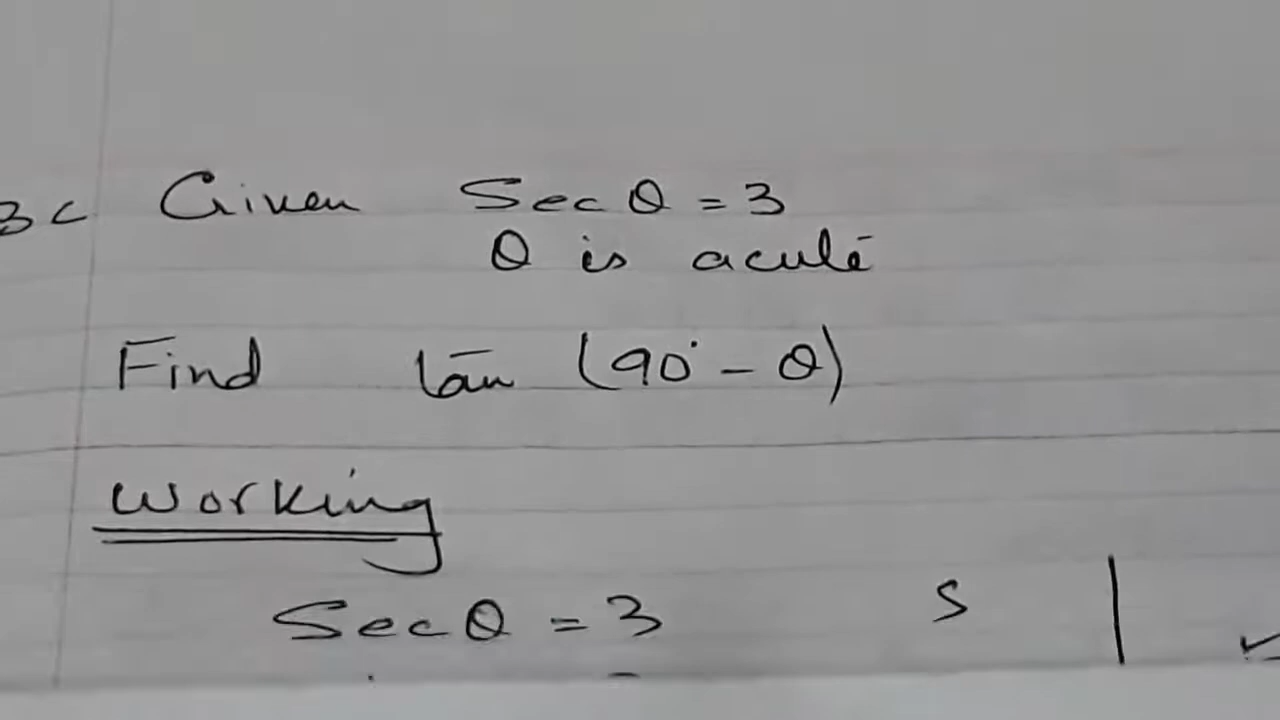 3c Given Sec θ = 3
θ is acute
Find tan (90° - θ)
Working
Sec θ = 3 S